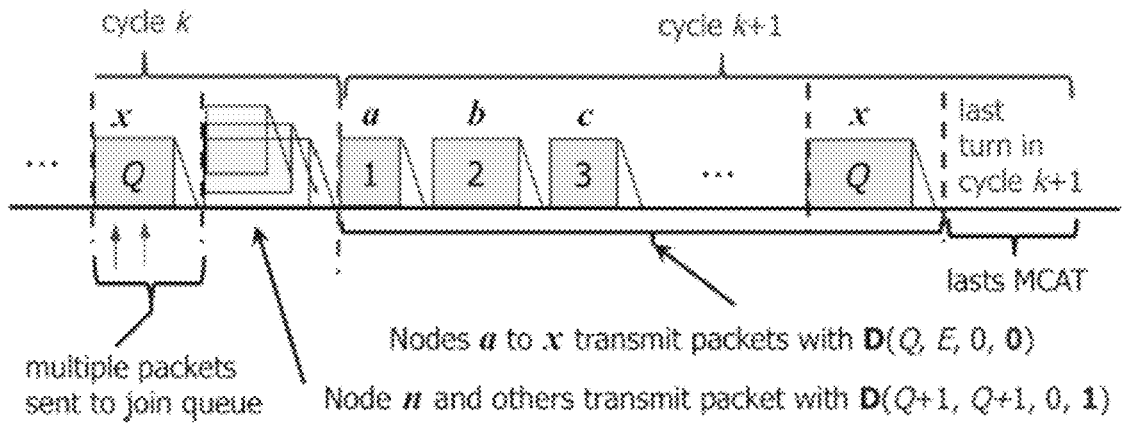 cycle k
cycle k+1
x
a
b
c
x
...
Q
1
2
3
...
Q
last
turn in
cycle k+1
lasts MCAT
Nodes a to x transmit packets with D(Q, E, 0, 0)
multiple packets
sent to join queue
Node n and others transmit packet with D(Q+1, Q+1, 0, 1)